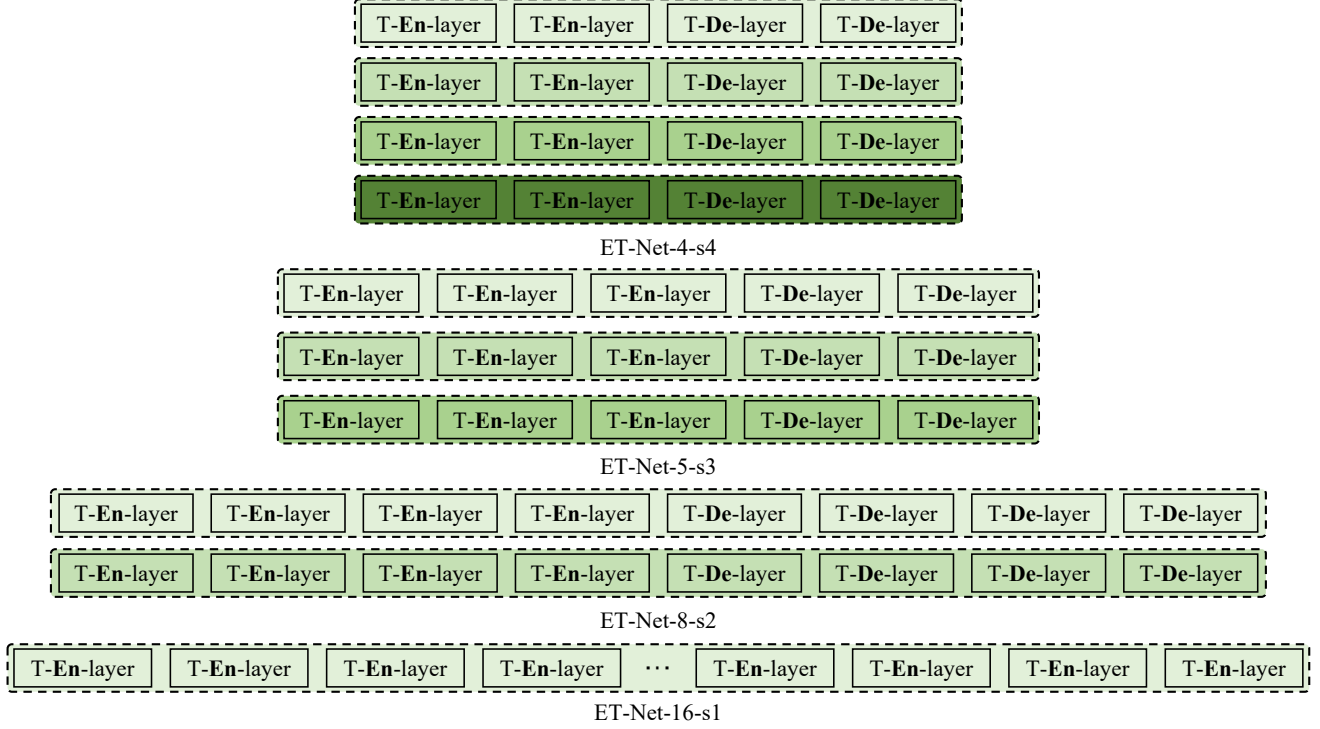 T-En-layer T-En-layer T-De-layer T-De-layer
T-En-layer T-En-layer T-De-layer T-De-layer
T-En-layer T-En-layer T-De-layer T-De-layer
T-En-layer T-En-layer T-De-layer T-De-layer
ET-Net-4-s4
T-En-layer T-En-layer T-En-layer T-De-layer T-De-layer
T-En-layer T-En-layer T-En-layer T-De-layer T-De-layer
T-En-layer T-En-layer T-En-layer T-De-layer T-De-layer
ET-Net-5-s3
T-En-layer T-En-layer T-En-layer T-En-layer T-De-layer T-De-layer T-De-layer T-De-layer
T-En-layer T-En-layer T-En-layer T-En-layer T-De-layer T-De-layer T-De-layer T-De-layer
ET-Net-8-s2
T-En-layer T-En-layer T-En-layer T-En-layer ··· T-En-layer T-En-layer T-En-layer T-En-layer
ET-Net-16-s1